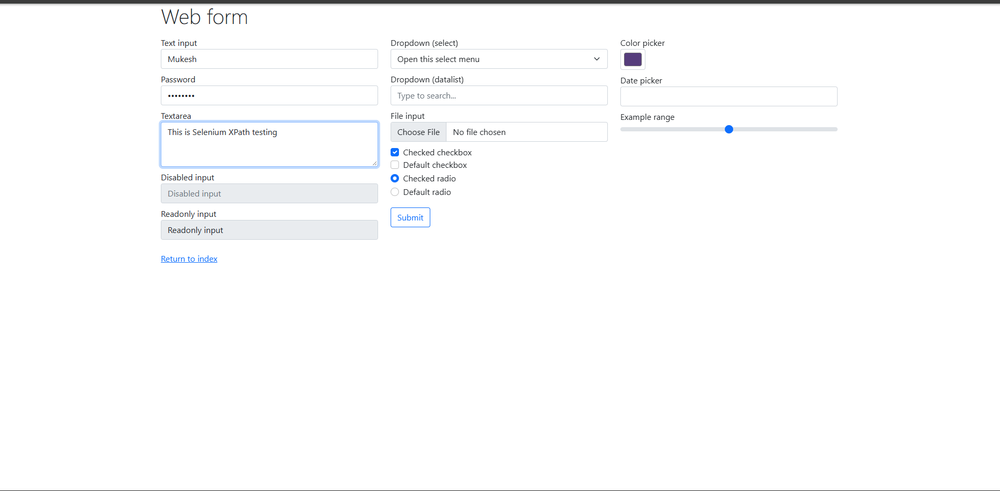 Web form
Text input
Mukesh
Password
••••••••
Textarea
This is Selenium XPath testing
Disabled input
Disabled input
Readonly input
Readonly input
Return to index
Dropdown (select)
Open this select menu
Dropdown (datalist)
Type to search...
File input
Choose File No file chosen
Checked checkbox
Default checkbox
Checked radio
Default radio
Submit
Color picker
Date picker
Example range